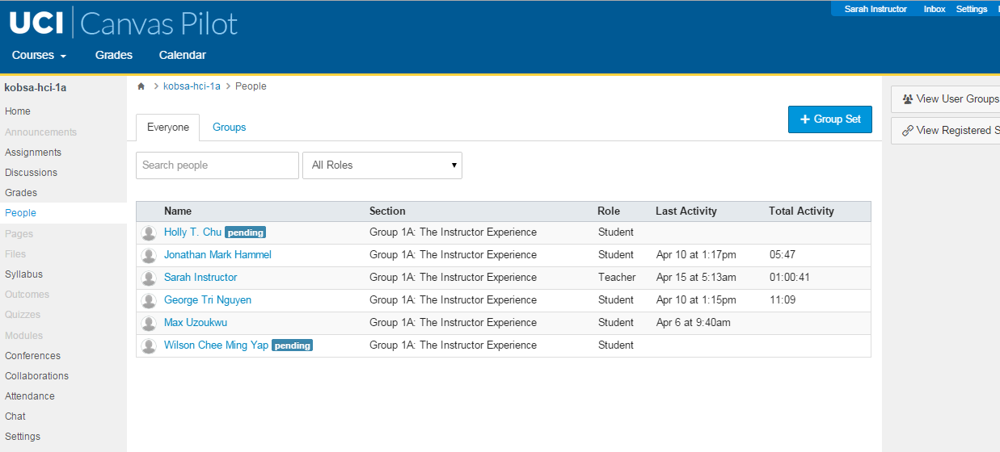 Sarah Instructor Inbox Settings
UCI Canvas Pilot
Courses Grades Calendar
kobsa-hci-1a
Home
Announcements
Assignments
Discussions
Grades
People
Pages
Files
Syllabus
Outcomes
Quizzes
Modules
Conferences
Collaborations
Attendance
Chat
Settings
kobsa-hci-1a People
Everyone Groups
+ Group Set
Search people All Roles
Name Section Role Last Activity Total Activity
Holly T. Chu pending Group 1A: The Instructor Experience Student
Jonathan Mark Hammel Group 1A: The Instructor Experience Student Apr 10 at 1:17pm 05:47
Sarah Instructor Group 1A: The Instructor Experience Teacher Apr 15 at 5:13am 01:00:41
George Tri Nguyen Group 1A: The Instructor Experience Student Apr 10 at 1:15pm 11:09
Max Uzoukwu Group 1A: The Instructor Experience Student Apr 6 at 9:40am
Wilson Chee Ming Yap pending Group 1A: The Instructor Experience Student
View User Groups
View Registered S